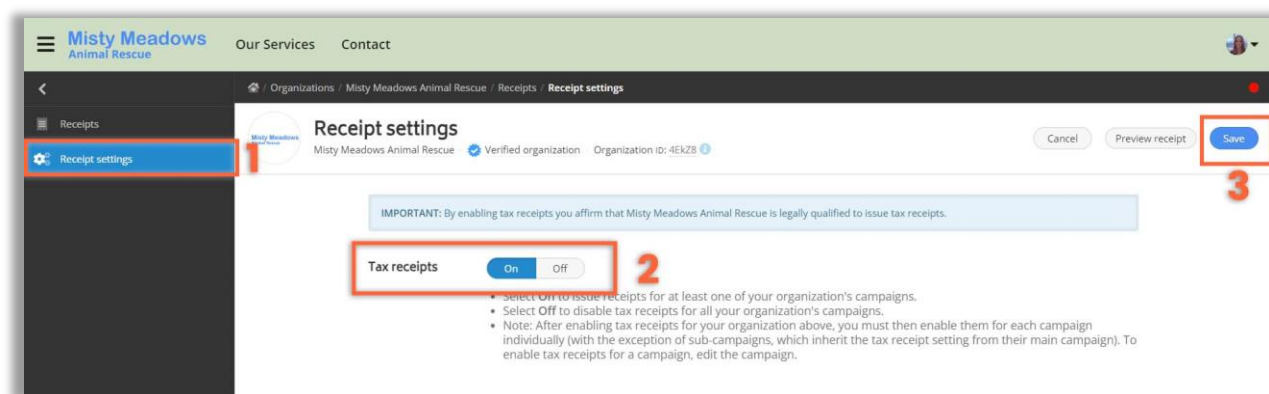 Misty Meadows
Animal Rescue
Our Services Contact
/ Organizations / Misty Meadows Animal Rescue / Receipts / Receipt settings
Receipts
Receipt settings
1
Misty Meadows
Animal Rescue
Receipt settings
Misty Meadows Animal Rescue Verified organization Organization ID: 4EkZ8
Cancel Preview receipt Save
3
IMPORTANT: By enabling tax receipts you affirm that Misty Meadows Animal Rescue is legally qualified to issue tax receipts.
Tax receipts On Off
2
• Select On to issue receipts for at least one of your organization's campaigns.
• Select Off to disable tax receipts for all your organization's campaigns.
• Note: After enabling tax receipts for your organization above, you must then enable them for each campaign
individually (with the exception of sub-campaigns, which inherit the tax receipt setting from their main campaign). To
enable tax receipts for a campaign, edit the campaign.